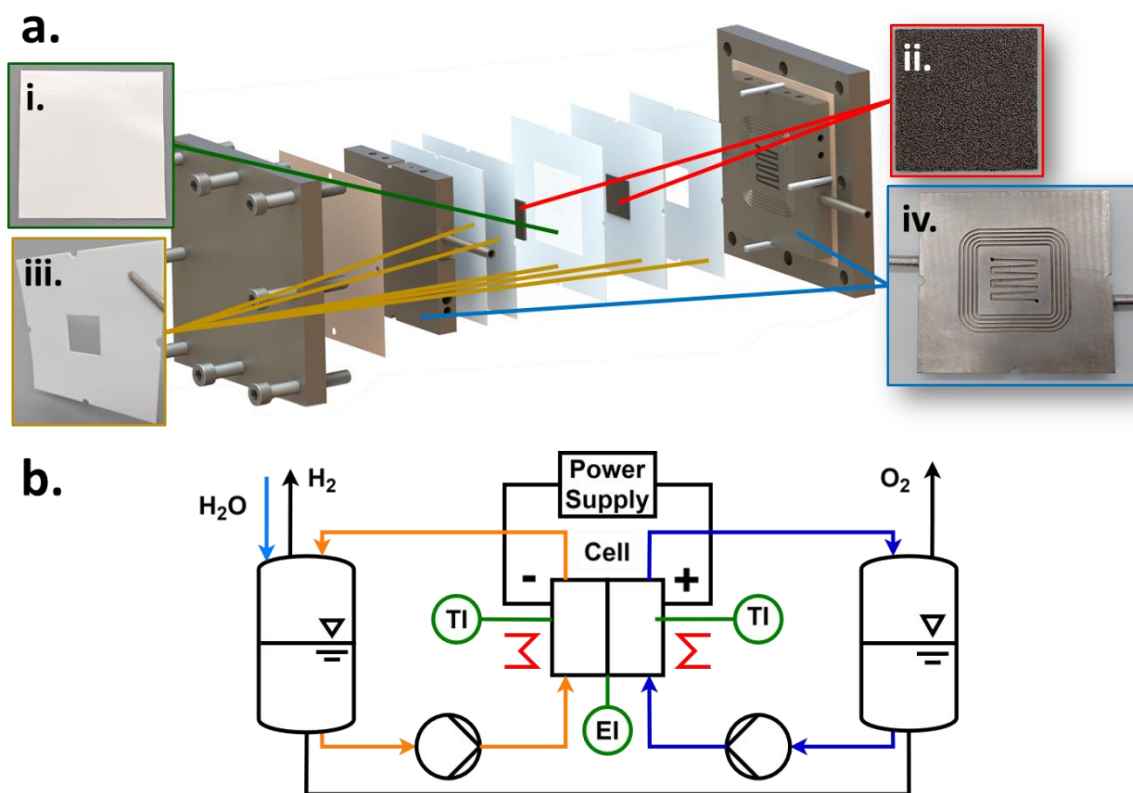 a.
i.
ii.
iii.
iv.
b.
H₂O
H₂
Power
Supply
O₂
Cell
-
+
TI
TI
EI